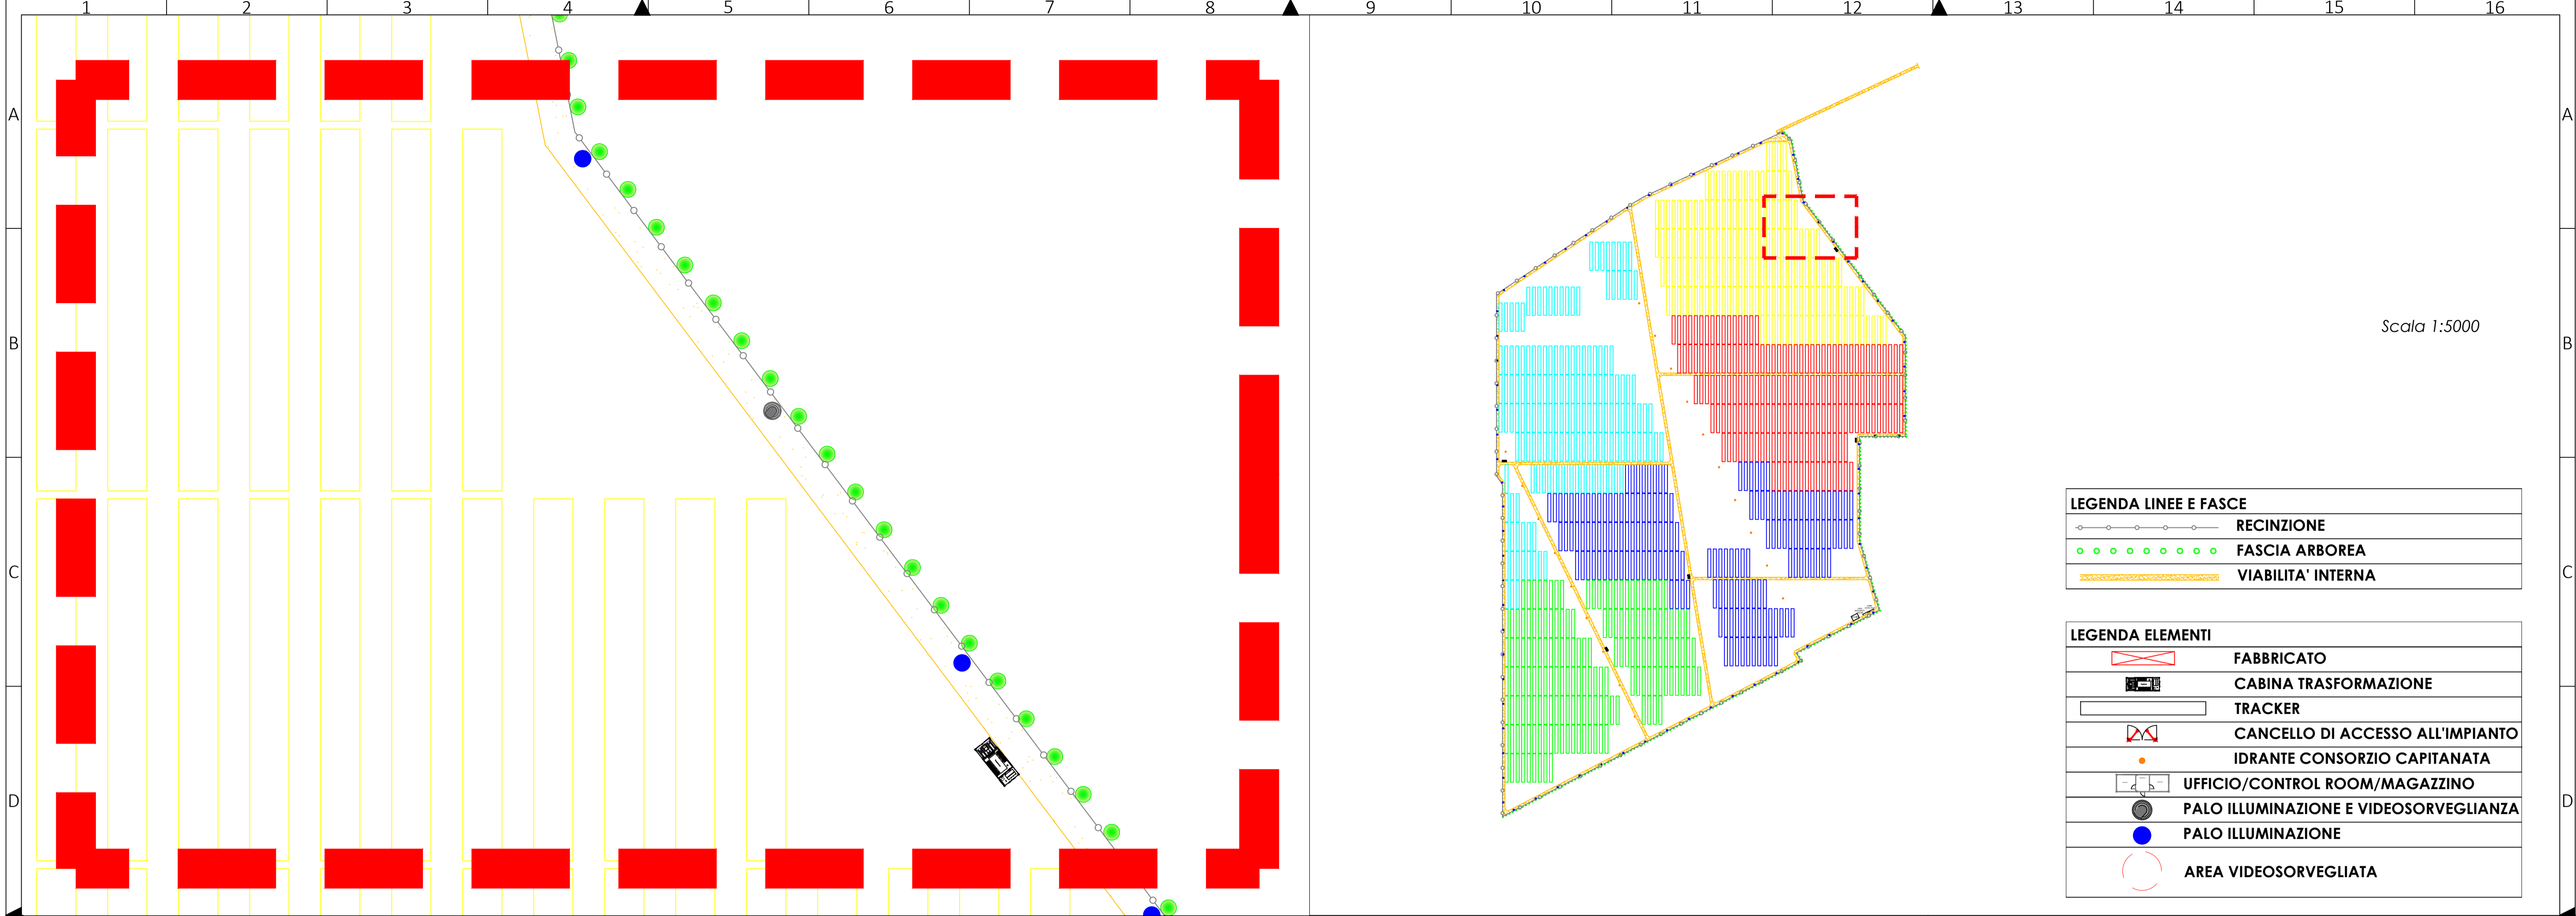 1 2 3 4 5 6 7 8 9 10 11 12 13 14 15 16
A A
B B
C C
D D
Scala 1:5000
LEGENDA LINEE E FASCE
RECINZIONE
FASCIA ARBOREA
VIABILITA' INTERNA
LEGENDA ELEMENTI
FABBRICATO
CABINA TRASFORMAZIONE
TRACKER
CANCELLO DI ACCESSO ALL'IMPIANTO
IDRANTE CONSORZIO CAPITANATA
UFFICIO/CONTROL ROOM/MAGAZZINO
PALO ILLUMINAZIONE E VIDEOSORVEGLIANZA
PALO ILLUMINAZIONE
AREA VIDEOSORVEGLIATA